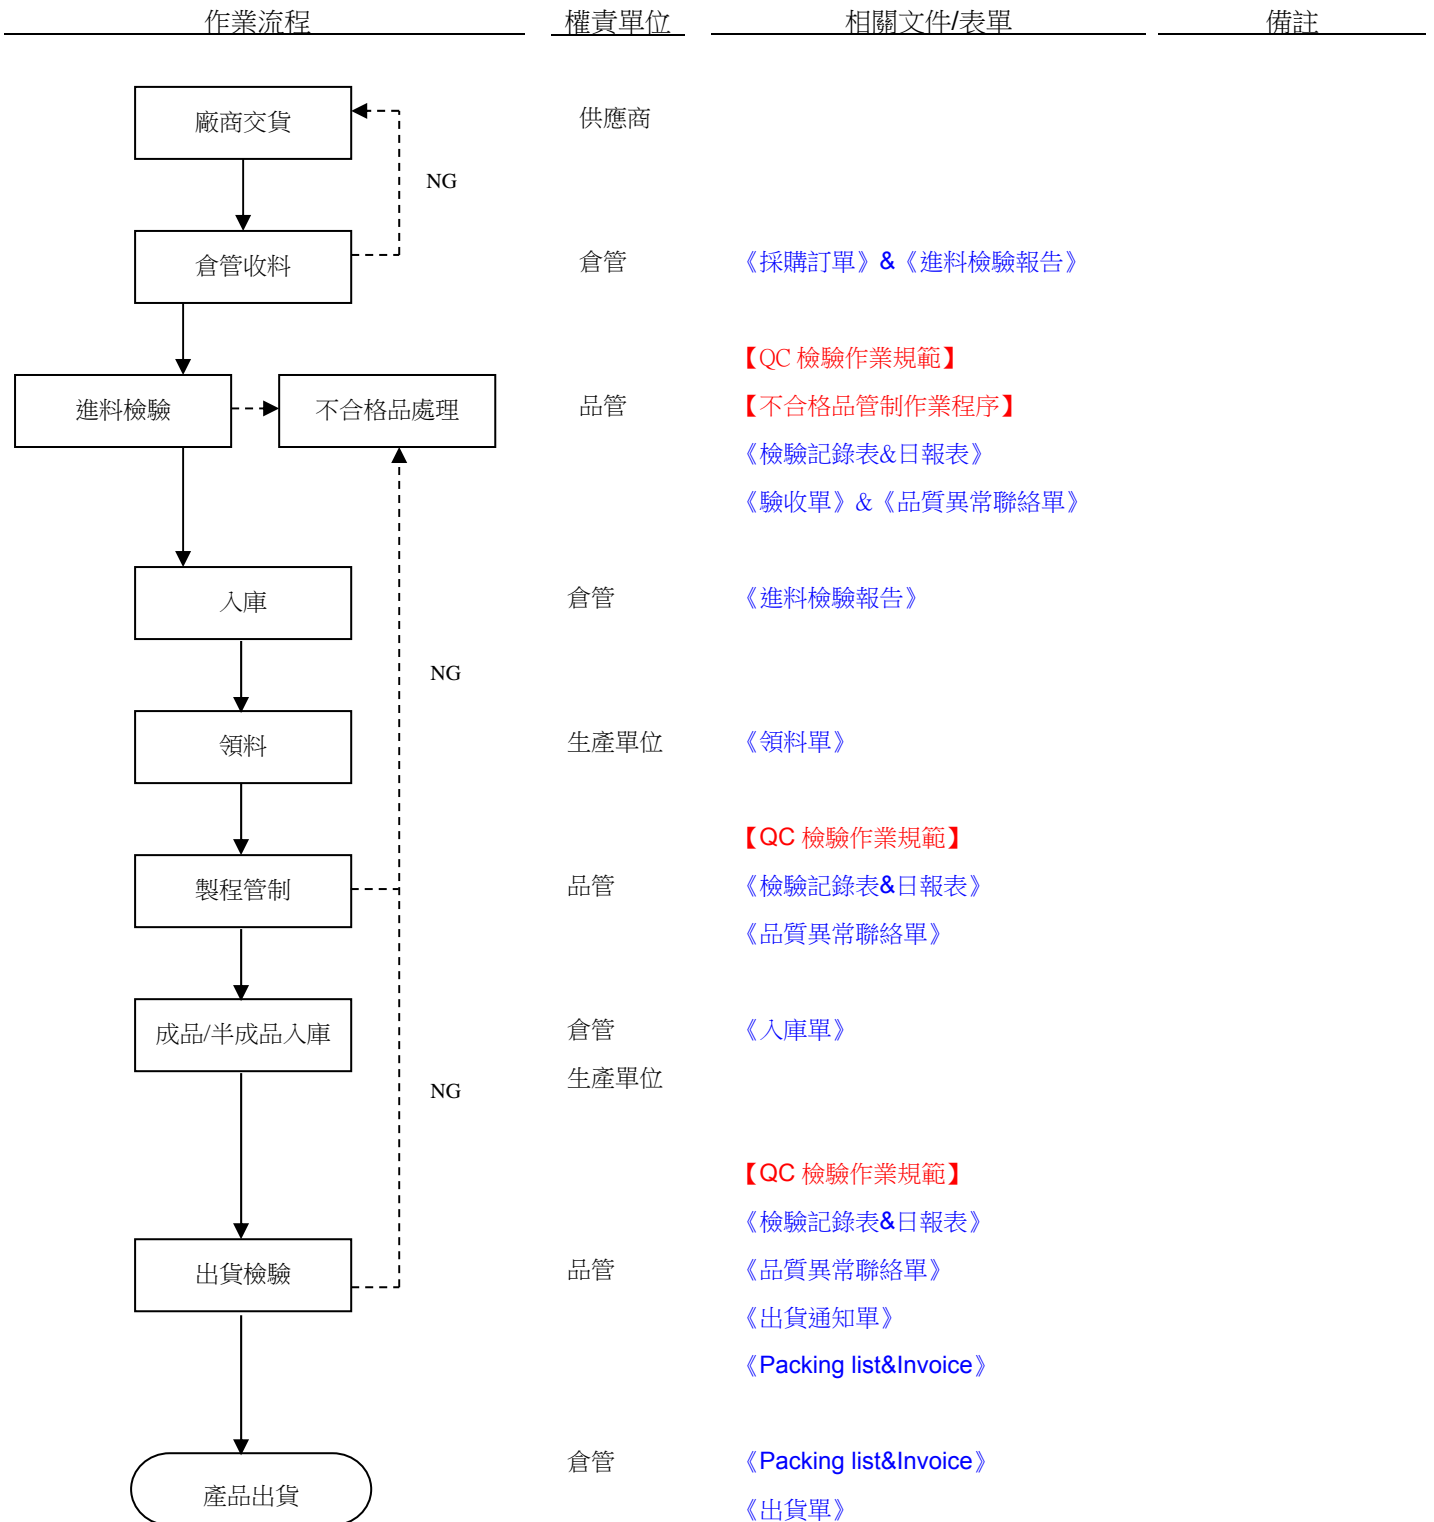 作業流程 權責單位 相關文件/表單 備註
廠商交貨 供應商
NG
倉管收料 倉管 《採購訂單》&《進料檢驗報告》
【QC 檢驗作業規範】
進料檢驗 不合格品處理 品管 【不合格品管制作業程序】
《檢驗記錄表&日報表》
《驗收單》&《品質異常聯絡單》
入庫 倉管 《進料檢驗報告》
NG
領料 生產單位 《領料單》
【QC 檢驗作業規範】
製程管制 品管 《檢驗記錄表&日報表》
《品質異常聯絡單》
成品/半成品入庫 倉管 《入庫單》
生產單位
NG
【QC 檢驗作業規範】
《檢驗記錄表&日報表》
出貨檢驗 品管 《品質異常聯絡單》
《出貨通知單》
《Packing list&Invoice》
倉管 《Packing list&Invoice》
產品出貨
《出貨單》